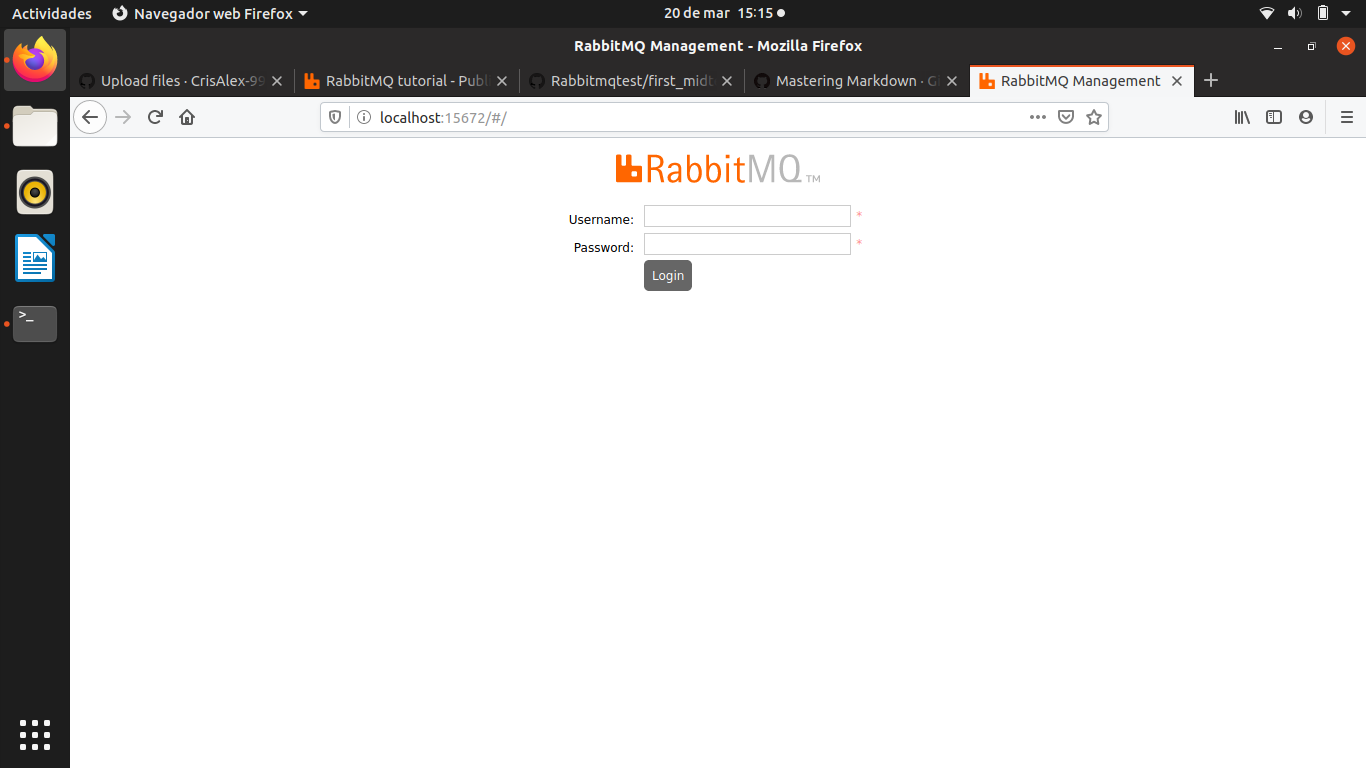 Actividades Navegador web Firefox 20 de mar 15:15
RabbitMQ Management - Mozilla Firefox
Upload files · CrisAlex-99 RabbitMQ tutorial - Publ Rabbitmqtest/first_midt Mastering Markdown · G RabbitMQ Management
localhost:15672/#/
RabbitMQ TM
Username: *
Password: *
Login
>_